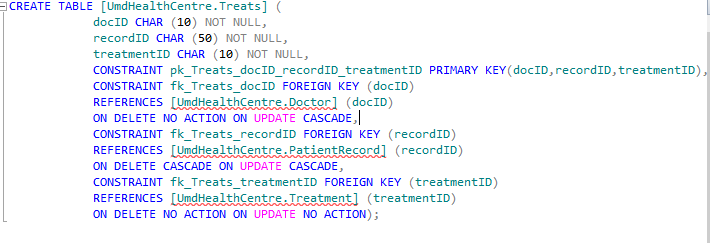 CREATE TABLE [UmdHealthCentre.Treats] (
docID CHAR (10) NOT NULL,
recordID CHAR (50) NOT NULL,
treatmentID CHAR (10) NOT NULL,
CONSTRAINT pk_Treats_docID_recordID_treatmentID PRIMARY KEY(docID,recordID,treatmentID),
CONSTRAINT fk_Treats_docID FOREIGN KEY (docID)
REFERENCES [UmdHealthCentre.Doctor] (docID)
ON DELETE NO ACTION ON UPDATE CASCADE,
CONSTRAINT fk_Treats_recordID FOREIGN KEY (recordID)
REFERENCES [UmdHealthCentre.PatientRecord] (recordID)
ON DELETE CASCADE ON UPDATE CASCADE,
CONSTRAINT fk_Treats_treatmentID FOREIGN KEY (treatmentID)
REFERENCES [UmdHealthCentre.Treatment] (treatmentID)
ON DELETE NO ACTION ON UPDATE NO ACTION);